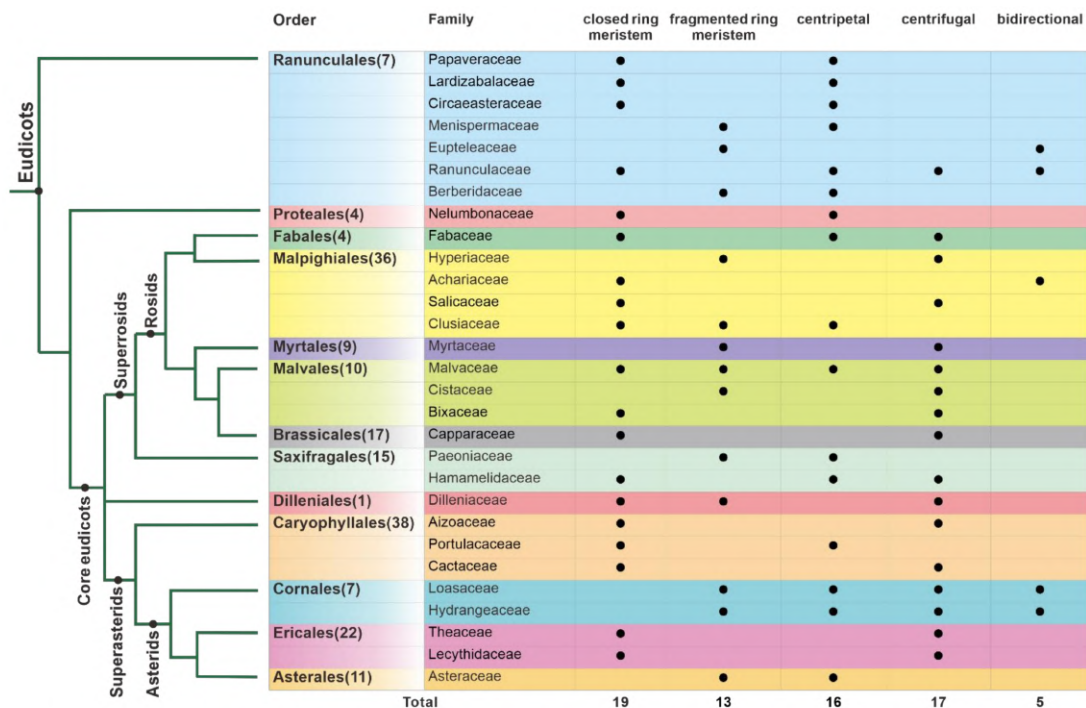 Order Family closed ring meristem fragmented ring meristem centripetal centrifugal bidirectional
Ranunculales(7) Papaveraceae ● ●
Lardizabalaceae ● ●
Circaeasteraceae ● ●
Menispermaceae ● ●
Eupteleaceae ● ●
Ranunculaceae ● ● ● ●
Berberidaceae ● ●
Proteales(4) Nelumbonaceae ● ●
Fabales(4) Fabaceae ● ● ●
Malpighiales(36) Hyperiaceae ● ●
Achariaceae ● ●
Salicaceae ● ●
Clusiaceae ● ● ●
Myrtales(9) Myrtaceae ● ●
Malvales(10) Malvaceae ● ● ● ●
Cistaceae ● ●
Bixaceae ● ●
Brassicales(17) Capparaceae ● ●
Saxifragales(15) Paeoniaceae ● ●
Hamamelidaceae ● ● ●
Dilleniales(1) Dilleniaceae ● ● ●
Caryophyllales(38) Aizoaceae ● ●
Portulacaceae ● ●
Cactaceae ● ●
Cornales(7) Loasaceae ● ● ● ●
Hydrangeaceae ● ● ● ●
Ericales(22) Theaceae ● ●
Lecythidaceae ● ●
Asterales(11) Asteraceae ● ●
Total 19 13 16 17 5
Eudicots
Core eudicots
Superrosids
Rosids
Superasterids
Asterids